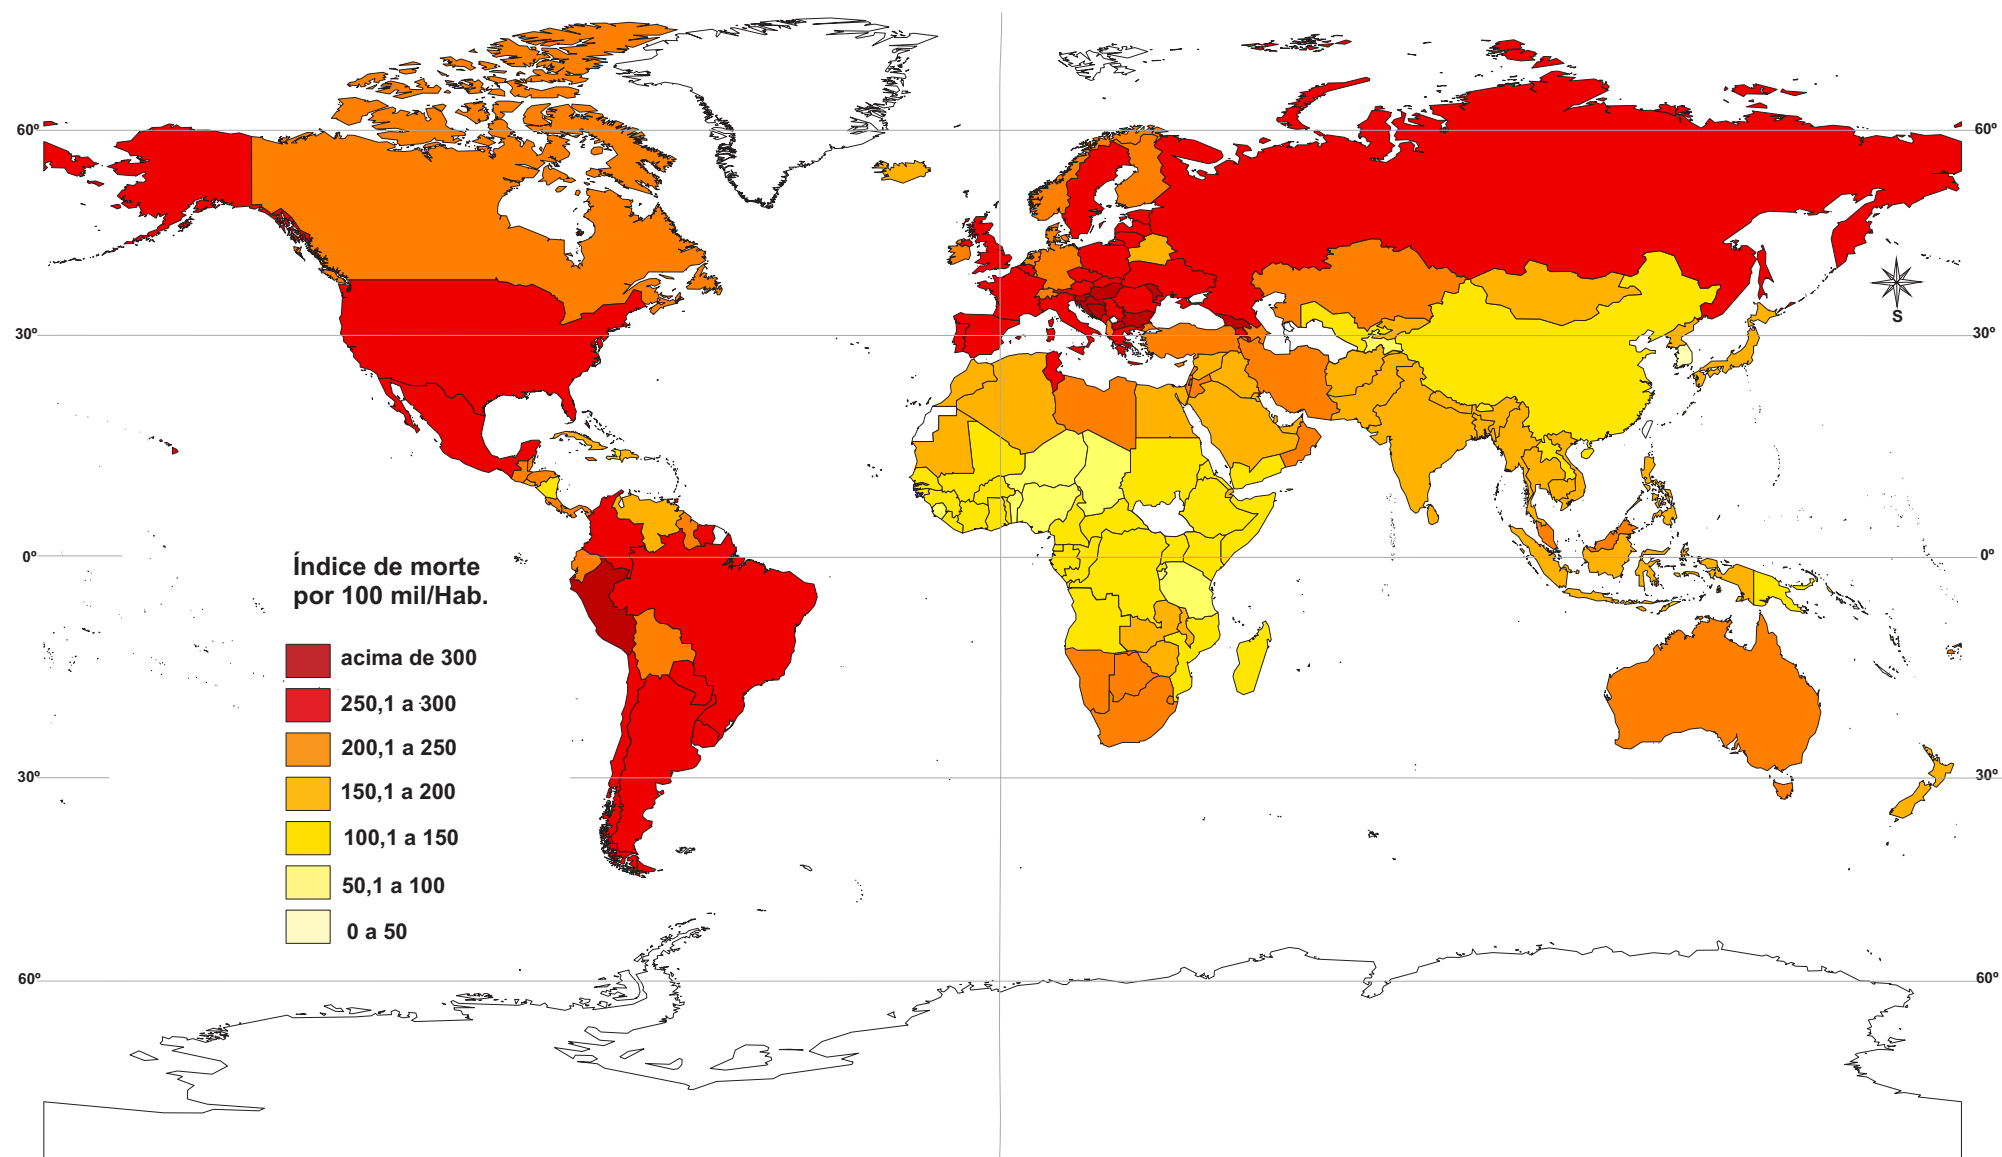 60º
60º
S
30º
30º
0º
0º
Índice de morte
por 100 mil/Hab.
acima de 300
250,1 a 300
200,1 a 250
150,1 a 200
100,1 a 150
50,1 a 100
0 a 50
30º
30º
60º
60º